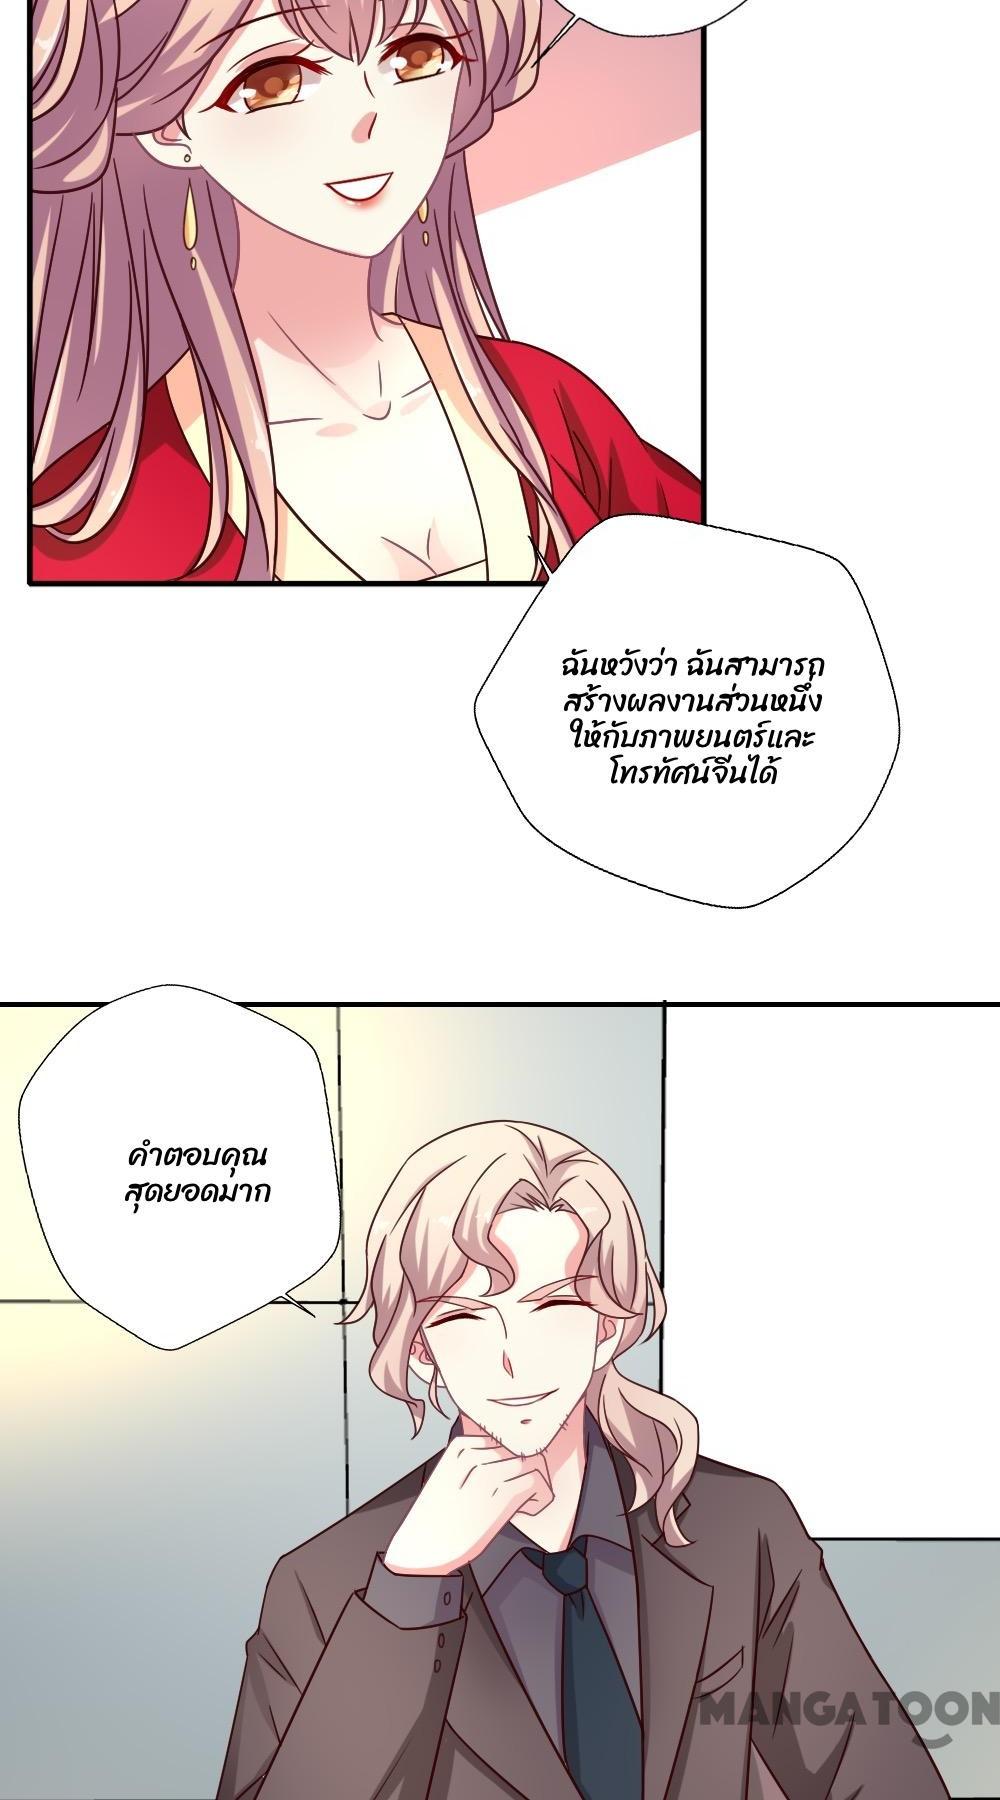 ฉันหวังว่า ฉันสามารถ
สร้างผลงานส่วนหนึ่ง
ให้กับภาพยนตร์และ
โทรทัศน์จีนได้
คำตอบคุณ
สุดยอดมาก
MANGATOON